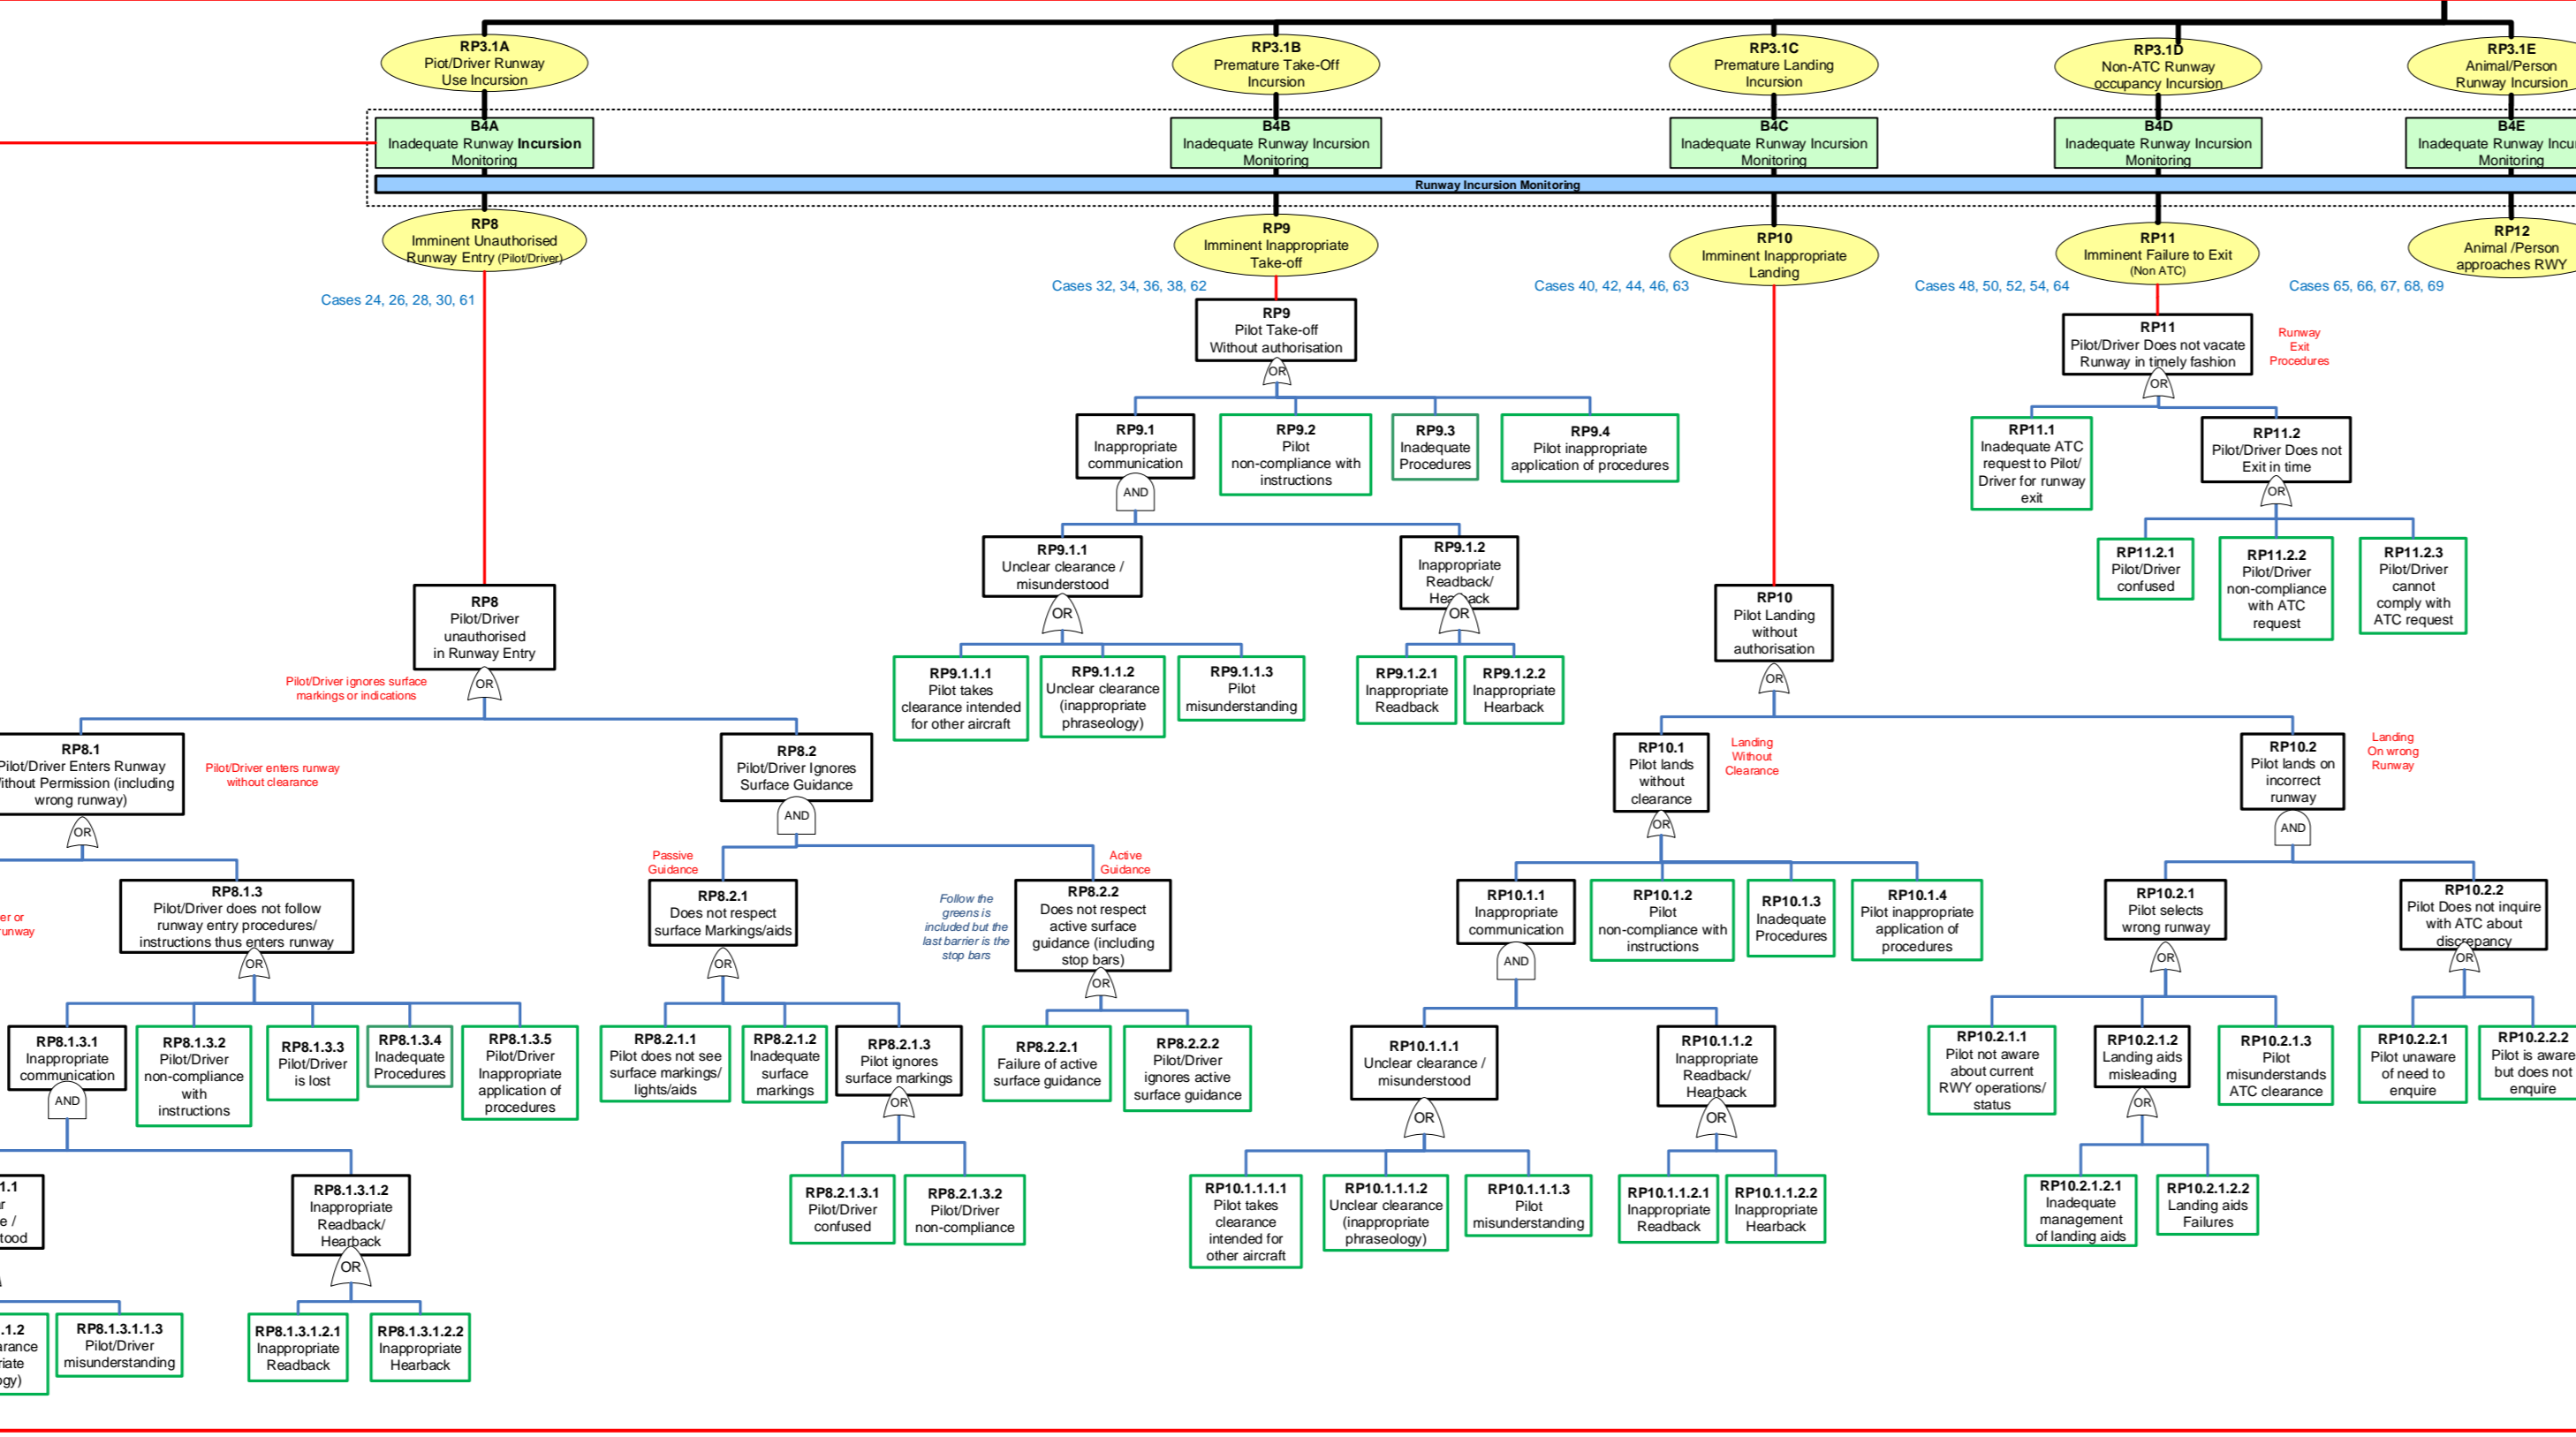 RP3.1A
Piot/Driver Runway
Use Incursion
RP3.1B
Premature Take-Off
Incursion
RP3.1C
Premature Landing
Incursion
RP3.1D
Non-ATC Runway
occupancy Incursion
RP3.1E
Animal/Person
Runway Incursion
B4A
Inadequate Runway Incursion
Monitoring
B4B
Inadequate Runway Incursion
Monitoring
B4C
Inadequate Runway Incursion
Monitoring
B4D
Inadequate Runway Incursion
Monitoring
B4E
Inadequate Runway Incu
Monitoring
Runway Incursion Monitoring
RP8
Imminent Unauthorised
Runway Entry (Pilot/Driver)
RP9
Imminent Inappropriate
Take-off
RP10
Imminent Inappropriate
Landing
RP11
Imminent Failure to Exit
(Non ATC)
RP12
Animal /Person
approaches RWY
Cases 24, 26, 28, 30, 61
Cases 32, 34, 36, 38, 62
Cases 40, 42, 44, 46, 63
Cases 48, 50, 52, 54, 64
Cases 65, 66, 67, 68, 69
RP9
Pilot Take-off
Without authorisation
OR
RP11
Pilot/Driver Does not vacate
Runway in timely fashion
OR
Runway
Exit
Procedures
RP9.1
Inappropriate
communication
AND
RP9.2
Pilot
non-compliance with
instructions
RP9.3
Inadequate
Procedures
RP9.4
Pilot inappropriate
application of procedures
RP11.1
Inadequate ATC
request to Pilot/
Driver for runway
exit
RP11.2
Pilot/Driver Does not
Exit in time
OR
RP9.1.1
Unclear clearance /
misunderstood
OR
RP9.1.2
Inappropriate
Readback/
Hearback
OR
RP11.2.1
Pilot/Driver
confused
RP11.2.2
Pilot/Driver
non-compliance
with ATC
request
RP11.2.3
Pilot/Driver
cannot
comply with
ATC request
RP8
Pilot/Driver
unauthorised
in Runway Entry
OR
RP10
Pilot Landing
without
authorisation
OR
RP9.1.1.1
Pilot takes
clearance intended
for other aircraft
RP9.1.1.2
Unclear clearance
(inappropriate
phraseology)
RP9.1.1.3
Pilot
misunderstanding
RP9.1.2.1
Inappropriate
Readback
RP9.1.2.2
Inappropriate
Hearback
Pilot/Driver ignores surface
markings or indications
RP8.1
Pilot/Driver Enters Runway
ithout Permission (including
wrong runway)
OR
Pilot/Driver enters runway
without clearance
RP8.2
Pilot/Driver Ignores
Surface Guidance
AND
RP10.1
Pilot lands
without
clearance
OR
Landing
Without
Clearance
RP10.2
Pilot lands on
incorrect
runway
AND
Landing
On wrong
Runway
Passive
Guidance
Active
Guidance
er or
runway
RP8.1.3
Pilot/Driver does not follow
runway entry procedures/
instructions thus enters runway
OR
RP8.2.1
Does not respect
surface Markings/aids
OR
Follow the
greens is
included but the
last barrier is the
stop bars
RP8.2.2
Does not respect
active surface
guidance (including
stop bars)
OR
RP10.1.1
Inappropriate
communication
AND
RP10.1.2
Pilot
non-compliance with
instructions
RP10.1.3
Inadequate
Procedures
RP10.1.4
Pilot inappropriate
application of
procedures
RP10.2.1
Pilot selects
wrong runway
OR
RP10.2.2
Pilot Does not inquire
with ATC about
discrepancy
OR
RP8.1.3.1
Inappropriate
communication
AND
RP8.1.3.2
Pilot/Driver
non-compliance
with
instructions
RP8.1.3.3
Pilot/Driver
is lost
RP8.1.3.4
Inadequate
Procedures
RP8.1.3.5
Pilot/Driver
Inappropriate
application of
procedures
RP8.2.1.1
Pilot does not see
surface markings/
lights/aids
RP8.2.1.2
Inadequate
surface
markings
RP8.2.1.3
Pilot ignores
surface markings
OR
RP8.2.2.1
Failure of active
surface guidance
RP8.2.2.2
Pilot/Driver
ignores active
surface guidance
RP10.1.1.1
Unclear clearance /
misunderstood
OR
RP10.1.1.2
Inappropriate
Readback/
Hearback
OR
RP10.2.1.1
Pilot not aware
about current
RWY operations/
status
RP10.2.1.2
Landing aids
misleading
OR
RP10.2.1.3
Pilot
misunderstands
ATC clearance
RP10.2.2.1
Pilot unaware
of need to
enquire
RP10.2.2.2
Pilot is aware
but does not
enquire
1.1
r
e /
tood
RP8.1.3.1.2
Inappropriate
Readback/
Hearback
OR
RP8.2.1.3.1
Pilot/Driver
confused
RP8.2.1.3.2
Pilot/Driver
non-compliance
RP10.1.1.1.1
Pilot takes
clearance
intended for
other aircraft
RP10.1.1.1.2
Unclear clearance
(inappropriate
phraseology)
RP10.1.1.1.3
Pilot
misunderstanding
RP10.1.1.2.1
Inappropriate
Readback
RP10.1.1.2.2
Inappropriate
Hearback
RP10.2.1.2.1
Inadequate
management
of landing aids
RP10.2.1.2.2
Landing aids
Failures
.1.2
arance
riate
ogy)
RP8.1.3.1.1.3
Pilot/Driver
misunderstanding
RP8.1.3.1.2.1
Inappropriate
Readback
RP8.1.3.1.2.2
Inappropriate
Hearback